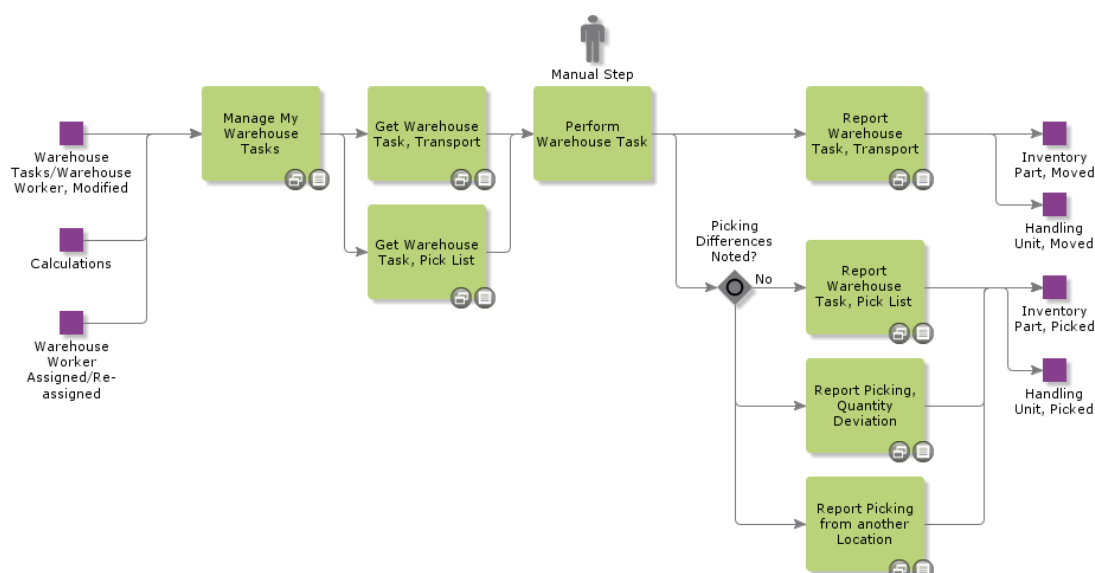 Manual Step
Manage My
Warehouse
Tasks
Get Warehouse
Task, Transport
Perform
Warehouse Task
Report
Warehouse
Task, Transport
Warehouse
Tasks/Warehouse
Worker, Modified
Inventory
Part, Moved
Get Warehouse
Task, Pick List
Picking
Differences
Noted?
Handling
Unit, Moved
Calculations
No
Report
Warehouse
Task, Pick List
Inventory
Part, Picked
Warehouse
Worker
Assigned/Re-
assigned
Report Picking,
Quantity
Deviation
Handling
Unit, Picked
Report Picking
from another
Location